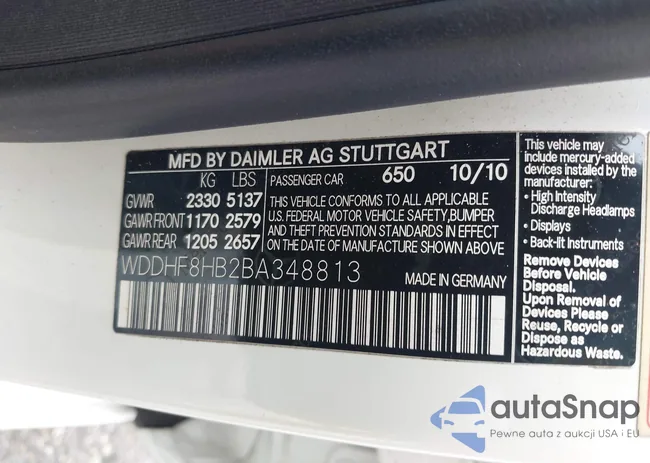 MFD BY DAIMLER AG STUTTGART
KG LBS
GVWR 2330 5137
GAWR FRONT 1170 2579
GAWR REAR 1205 2657
PASSENGER CAR 650 10/10
THIS VEHICLE CONFORMS TO ALL APPLICABLE
U.S. FEDERAL MOTOR VEHICLE SAFETY, BUMPER
AND THEFT PREVENTION STANDARDS IN EFFECT
ON THE DATE OF MANUFACTURE SHOWN ABOVE.
WDDHF8HB2BA348813
This vehicle may
include mercury-added
devices installed by the
manufacturer:
• High Intensity
Discharge Headlamps
• Displays
• Back-lit Instruments
Remove Devices
Before Vehicle
Disposal.
Upon Removal of
Devices Please
Reuse, Recycle or
Dispose as
Hazardous Waste.
autaSnap
Pewne auta z aukcji USA i EU